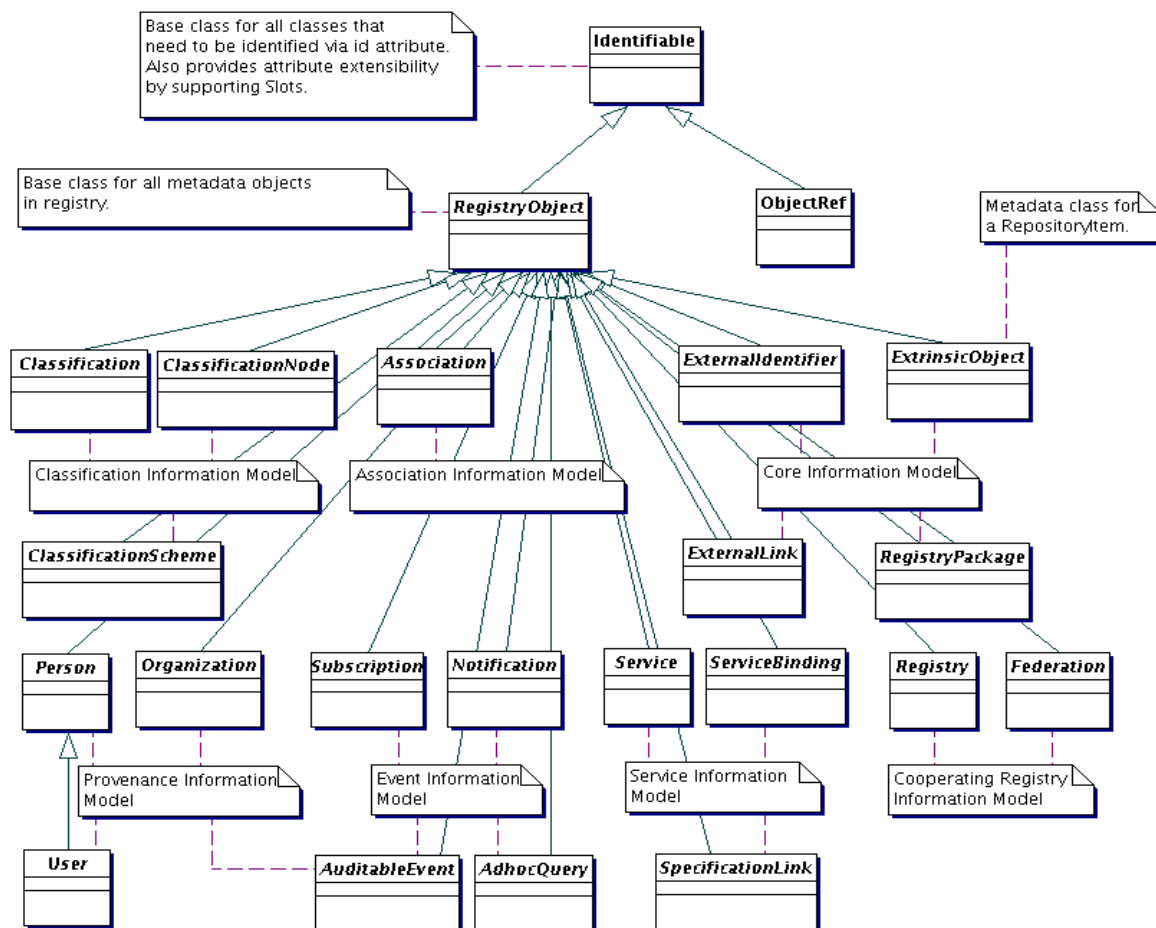 Base class for all classes that
need to be identified via id attribute.
Also provides attribute extensibility
by supporting Slots.
Identifiable
Base class for all metadata objects
in registry.
RegistryObject
ObjectRef
Metadata class for
a RepositoryItem.
Classification
ClassificationNode
Association
ExternalIdentifier
ExtrinsicObject
Classification Information Model
Association Information Model
Core Information Model
ClassificationScheme
ExternalLink
RegistryPackage
Person
Organization
Subscription
Notification
Service
ServiceBinding
Registry
Federation
Provenance Information
Model
Event Information
Model
Service Information
Model
Cooperating Registry
Information Model
User
AuditableEvent
AdhocQuery
SpecificationLink